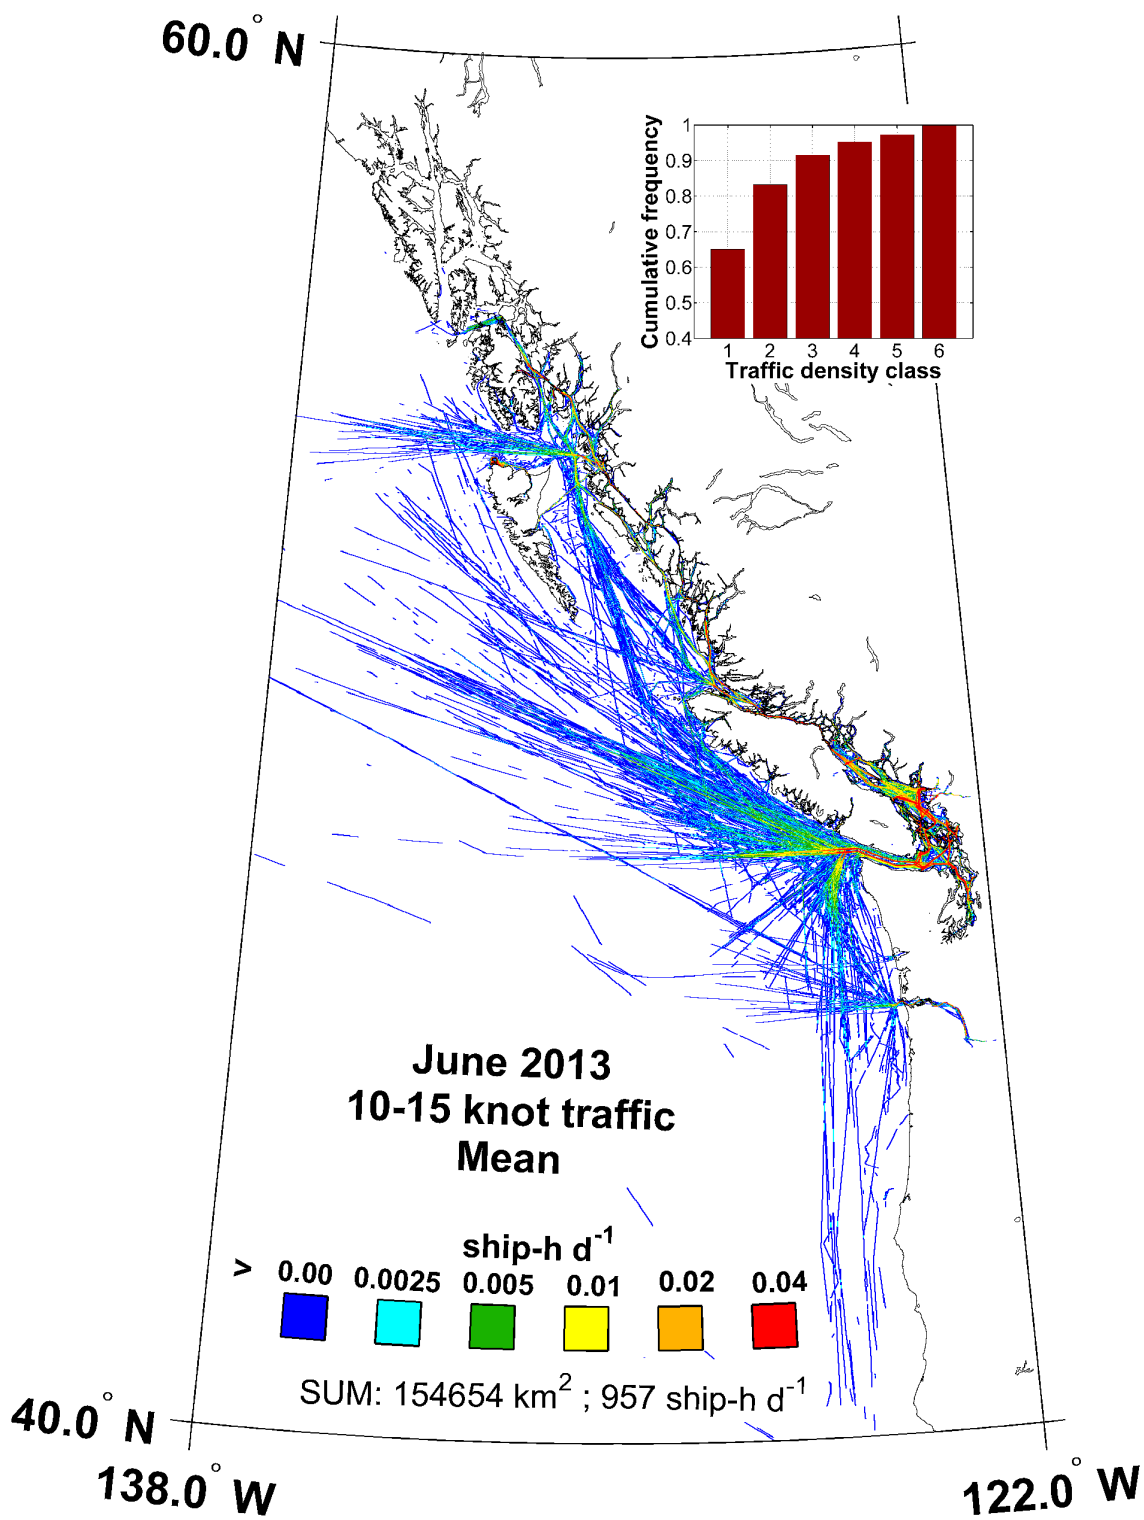 60.0° N
Cumulative frequency
1
0.9
0.8
0.7
0.6
0.5
0.4
1 2 3 4 5 6
Traffic density class
June 2013
10-15 knot traffic
Mean
ship-h d⁻¹
> 0.00 0.0025 0.005 0.01 0.02 0.04
SUM: 154654 km² ; 957 ship-h d⁻¹
40.0° N
138.0° W
122.0° W